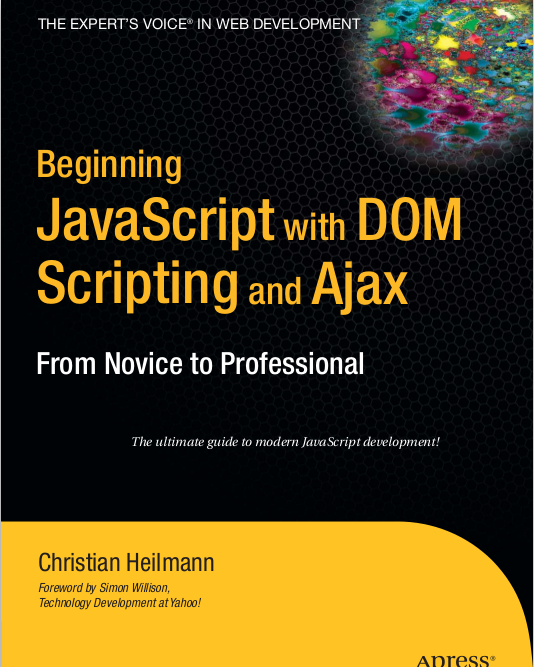 THE EXPERT'S VOICE® IN WEB DEVELOPMENT
Beginning
JavaScript with DOM
Scripting and Ajax
From Novice to Professional
The ultimate guide to modern JavaScript development!
Christian Heilmann
Foreword by Simon Willison,
Technology Development at Yahoo!
Apress®